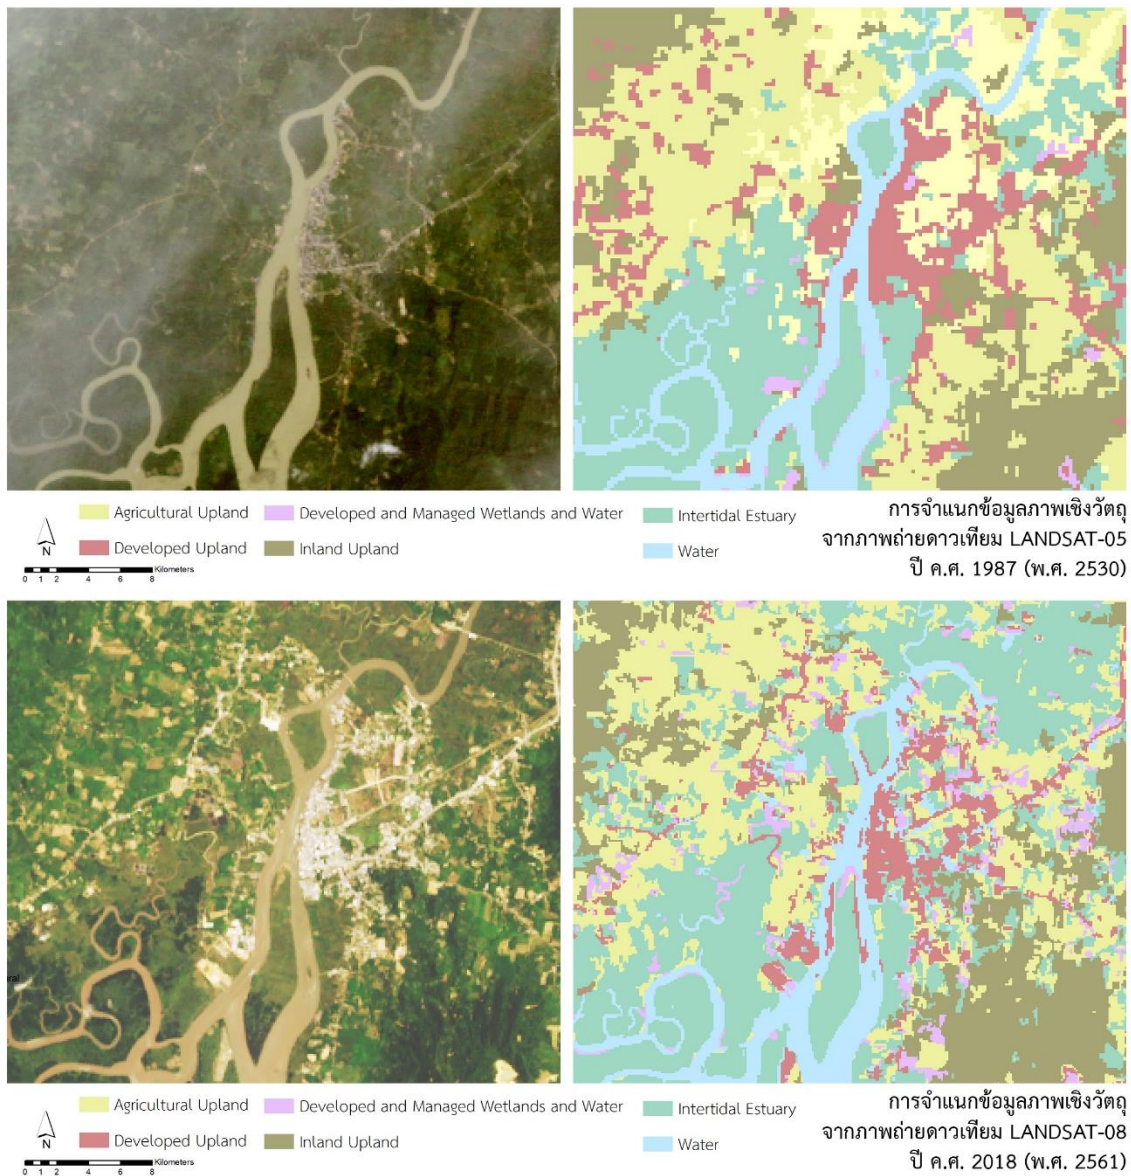 Agricultural Upland
Developed and Managed Wetlands and Water
Intertidal Estuary
Developed Upland
Inland Upland
Water
N
0 1 2 4 6 8 Kilometers
การจำแนกข้อมูลภาพเชิงวัตถุ
จากภาพถ่ายดาวเทียม LANDSAT-05
ปี ค.ศ. 1987 (พ.ศ. 2530)
Agricultural Upland
Developed and Managed Wetlands and Water
Intertidal Estuary
Developed Upland
Inland Upland
Water
N
0 1 2 4 6 8 Kilometers
การจำแนกข้อมูลภาพเชิงวัตถุ
จากภาพถ่ายดาวเทียม LANDSAT-08
ปี ค.ศ. 2018 (พ.ศ. 2561)